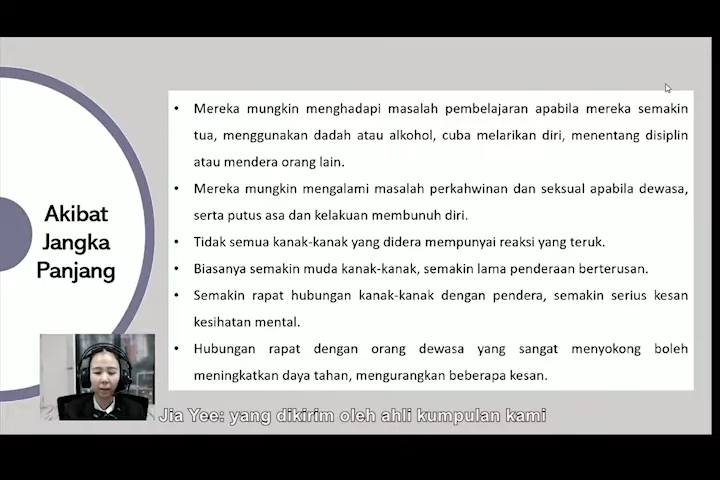 Akibat
Jangka
Panjang
• Mereka mungkin menghadapi masalah pembelajaran apabila mereka semakin
tua, menggunakan dadah atau alkohol, cuba melarikan diri, menentang disiplin
atau mendera orang lain.
• Mereka mungkin mengalami masalah perkahwinan dan seksual apabila dewasa,
serta putus asa dan kelakuan membunuh diri.
• Tidak semua kanak-kanak yang didera mempunyai reaksi yang teruk.
• Biasanya semakin muda kanak-kanak, semakin lama penderaan berterusan.
• Semakin rapat hubungan kanak-kanak dengan pendera, semakin serius kesan
kesihatan mental.
• Hubungan rapat dengan orang dewasa yang sangat menyokong boleh
meningkatkan daya tahan, mengurangkan beberapa kesan.
Jia Yee: yang dikirim oleh ahli kumpulan kami